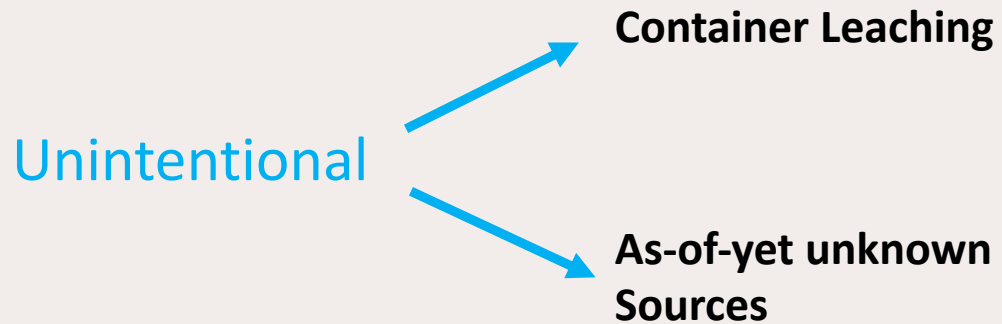 Container Leaching
Unintentional
As-of-yet unknown
Sources